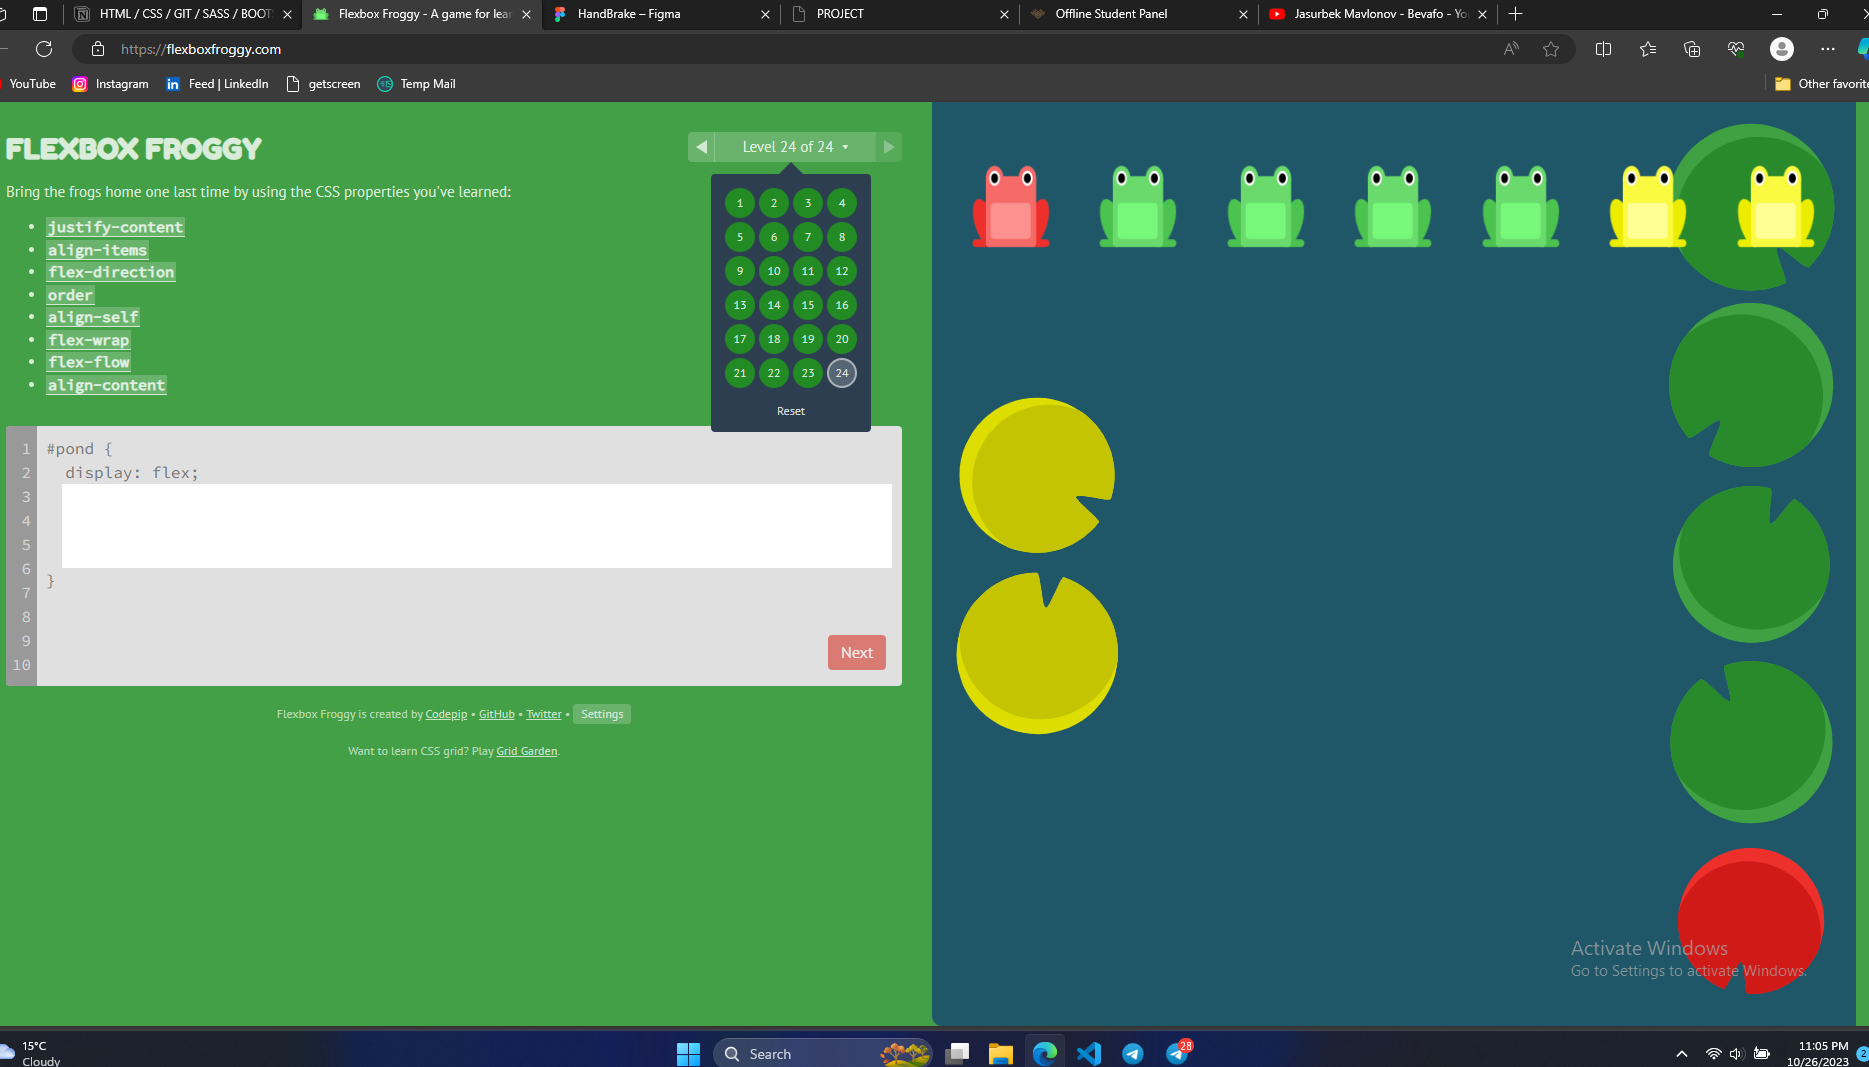 HTML / CSS / GIT / SASS / BOOT
Flexbox Froggy - A game for lear
HandBrake – Figma
PROJECT
Offline Student Panel
Jasurbek Mavlonov - Bevafo - Yo
https://flexboxfroggy.com
YouTube
Instagram
Feed | LinkedIn
getscreen
Temp Mail
Other favorite
FLEXBOX FROGGY
Level 24 of 24
Bring the frogs home one last time by using the CSS properties you've learned:
• justify-content
• align-items
• flex-direction
• order
• align-self
• flex-wrap
• flex-flow
• align-content
1 2 3 4
5 6 7 8
9 10 11 12
13 14 15 16
17 18 19 20
21 22 23 24
Reset
1 #pond {
2 display: flex;
3
4
5
6
}
7
8
9
10
Next
Flexbox Froggy is created by Codepip • GitHub • Twitter • Settings
Want to learn CSS grid? Play Grid Garden.
Activate Windows
Go to Settings to activate Windows.
15°C
Cloudy
Search
28
11:05 PM
10/26/2023
2